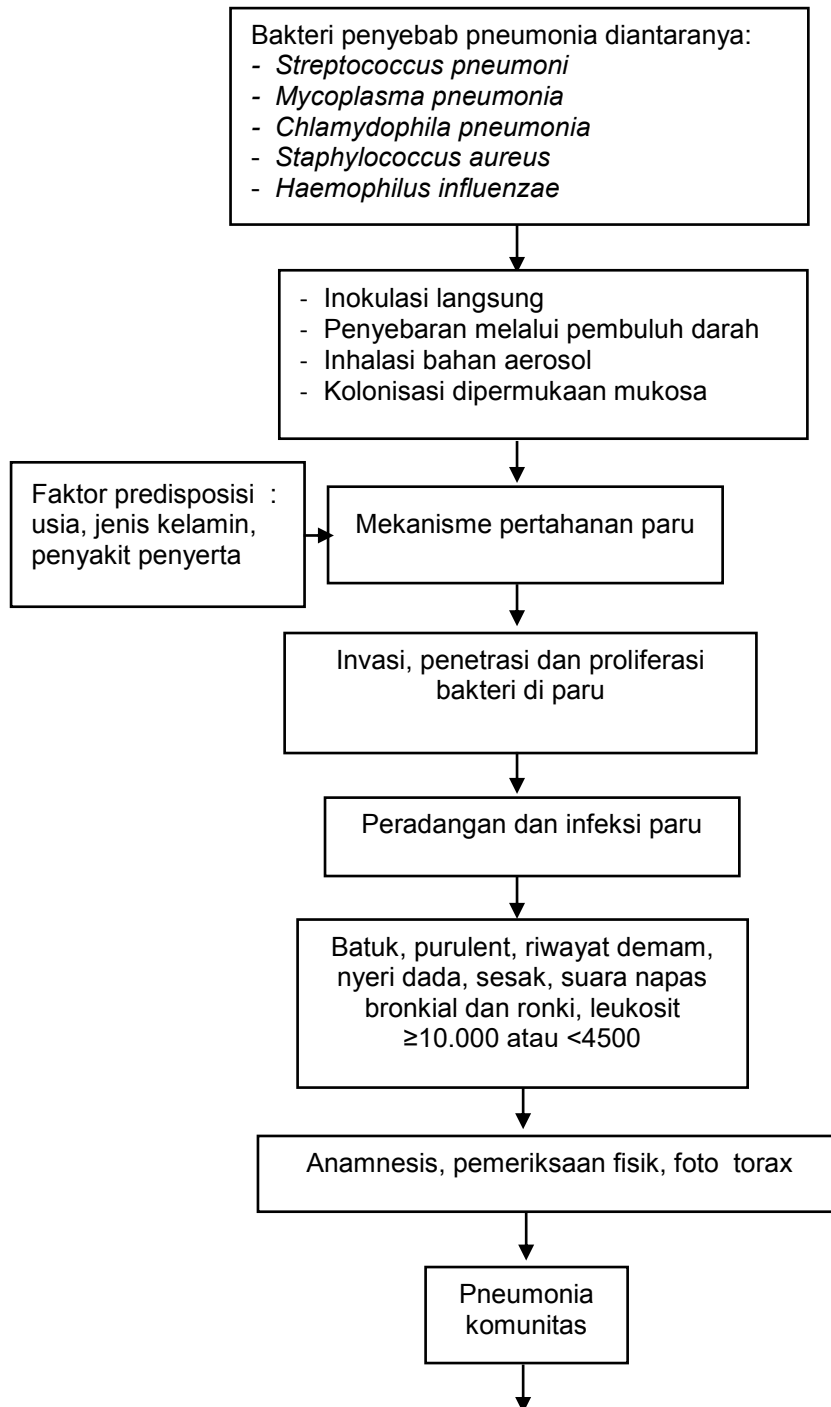 Bakteri penyebab pneumonia diantaranya:
- Streptococcus pneumoni
- Mycoplasma pneumonia
- Chlamydophila pneumonia
- Staphylococcus aureus
- Haemophilus influenzae
- Inokulasi langsung
- Penyebaran melalui pembuluh darah
- Inhalasi bahan aerosol
- Kolonisasi dipermukaan mukosa
Faktor predisposisi :
usia, jenis kelamin,
penyakit penyerta
Mekanisme pertahanan paru
Invasi, penetrasi dan proliferasi
bakteri di paru
Peradangan dan infeksi paru
Batuk, purulent, riwayat demam,
nyeri dada, sesak, suara napas
bronkial dan ronki, leukosit
≥10.000 atau <4500
Anamnesis, pemeriksaan fisik, foto torax
Pneumonia
komunitas